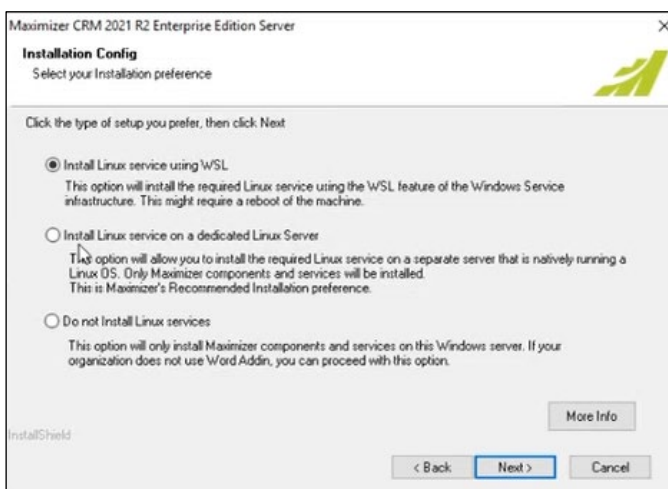 Maximizer CRM 2021 R2 Enterprise Edition Server
Installation Config
Select your Installation preference
Click the type of setup you prefer, then click Next
Install Linux service using WSL
This option will install the required Linux service using the WSL feature of the Windows Service
infrastucture. This might require a reboot of the machine.
Install Linux service on a dedicated Linux Server
This option will allow you to install the required Linux service on a separate server that is natively running a
Linux OS. Only Maximizer components and services will be installed.
This is Maximizer's Recommended Installation preference.
Do not Install Linux services
This option will only install Maximizer components and services on this Windows server. If your
organization does not use Word Addin, you can proceed with this option.
More Info
InstallShield
< Back Next > Cancel